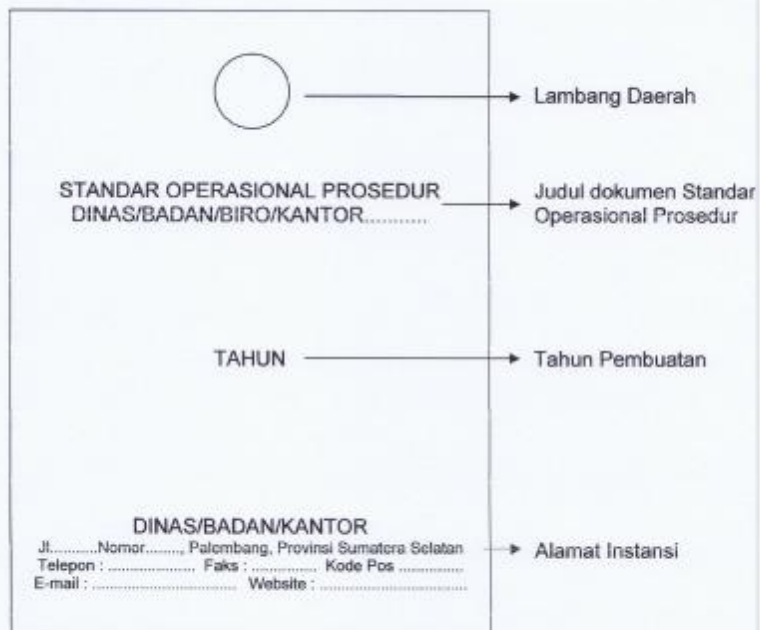 Lambang Daerah
STANDAR OPERASIONAL PROSEDUR
DINAS/BADAN/BIRO/KANTOR...........
Judul dokumen Standar
Operasional Prosedur
TAHUN
Tahun Pembuatan
DINAS/BADAN/KANTOR
Jl...........Nomor........, Palembang, Provinsi Sumatera Selatan
Telepon : ...................... Faks : ................ Kode Pos ................
E-mail : .................................... Website : .....................................
Alamat Instansi